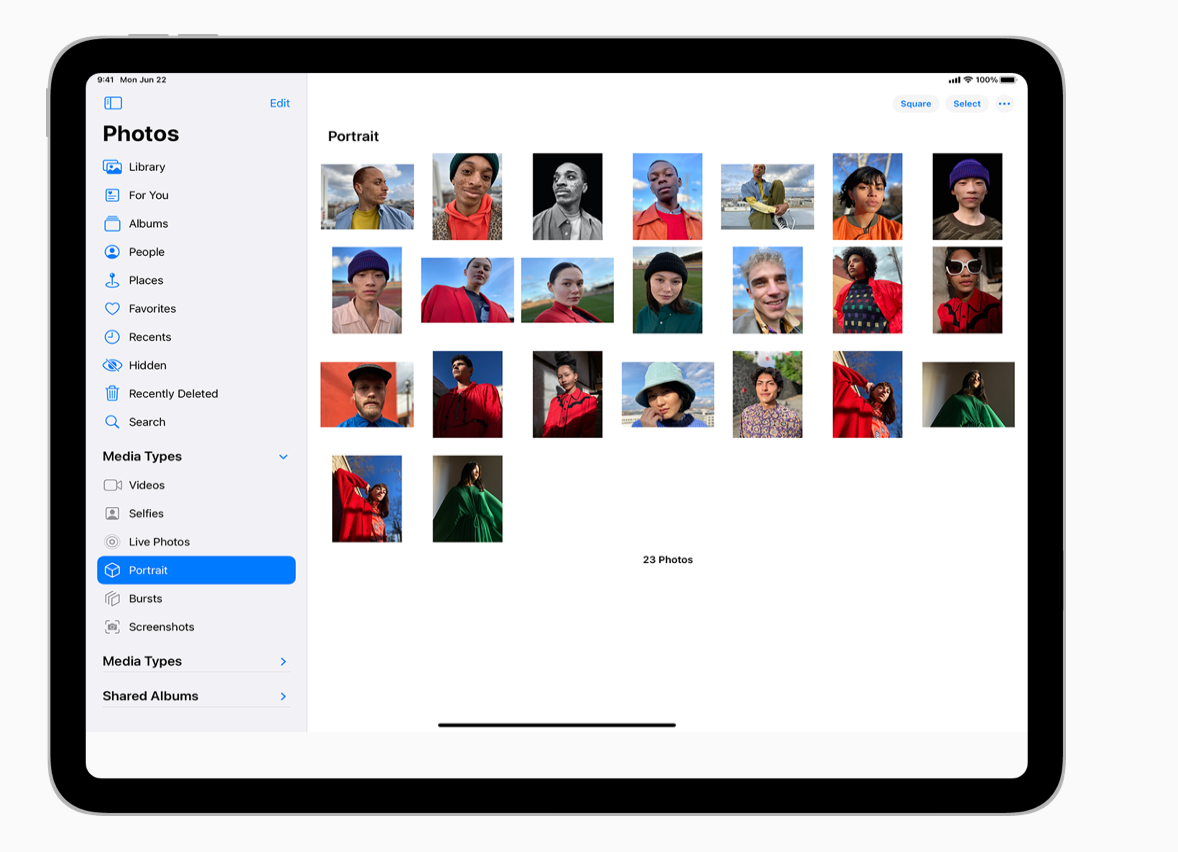 9:41 Mon Jun 22
100%
Edit
Square
Select
Photos
Library
For You
Albums
People
Places
Favorites
Recents
Hidden
Recently Deleted
Search
Media Types
Videos
Selfies
Live Photos
Portrait
Bursts
Screenshots
Media Types
Shared Albums
Portrait
23 Photos